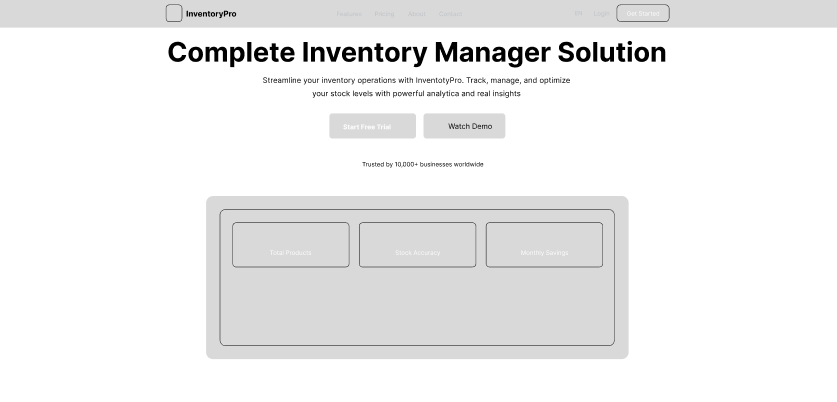 InventoryPro
Features Pricing About Contact
Login
Get Started
Complete Inventory Manager Solution
Streamline your inventory operations with InventotyPro. Track, manage, and optimize
your stock levels with powerful analytica and real insights
Start Free Trial
Watch Demo
Trusted by 10,000+ businesses worldwide
Total Products
Stock Accuracy
Monthly Savings